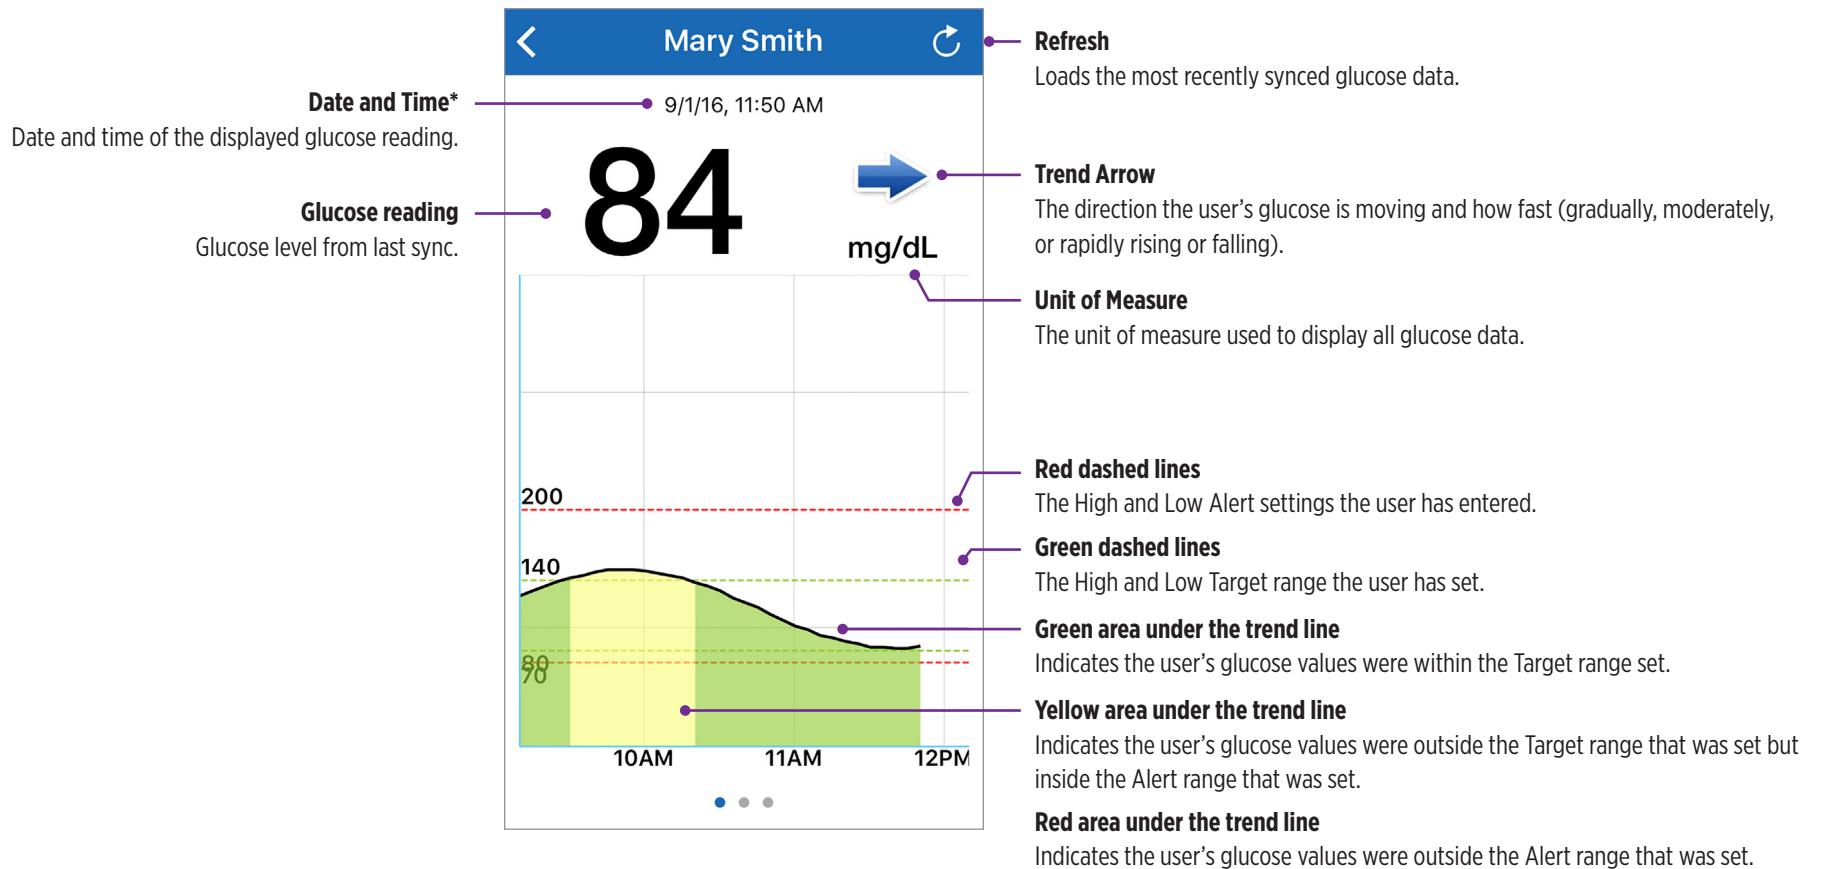 Mary Smith
9/1/16, 11:50 AM
84
mg/dL
200
140
80
70
10AM
11AM
12PM
Date and Time*
Date and time of the displayed glucose reading.
Glucose reading
Glucose level from last sync.
Refresh
Loads the most recently synced glucose data.
Trend Arrow
The direction the user’s glucose is moving and how fast (gradually, moderately,
or rapidly rising or falling).
Unit of Measure
The unit of measure used to display all glucose data.
Red dashed lines
The High and Low Alert settings the user has entered.
Green dashed lines
The High and Low Target range the user has set.
Green area under the trend line
Indicates the user’s glucose values were within the Target range set.
Yellow area under the trend line
Indicates the user’s glucose values were outside the Target range that was set but
inside the Alert range that was set.
Red area under the trend line
Indicates the user’s glucose values were outside the Alert range that was set.